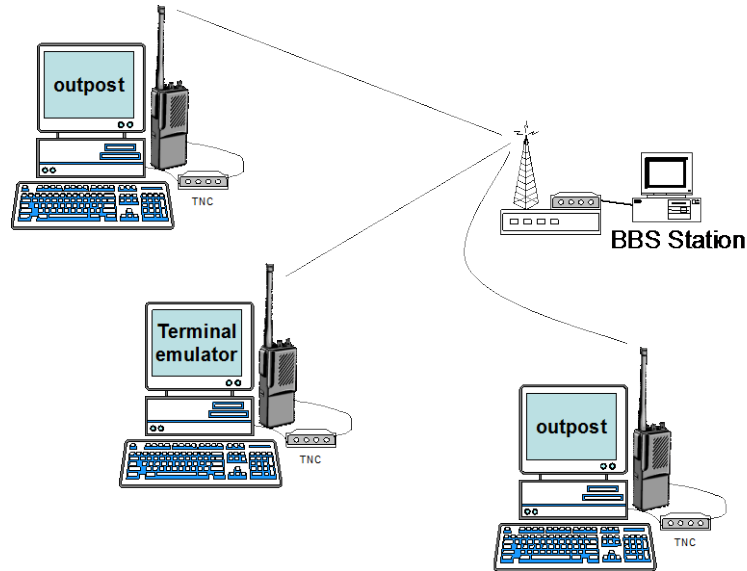 outpost
TNC
BBS Station
Terminal
emulator
TNC
outpost
TNC